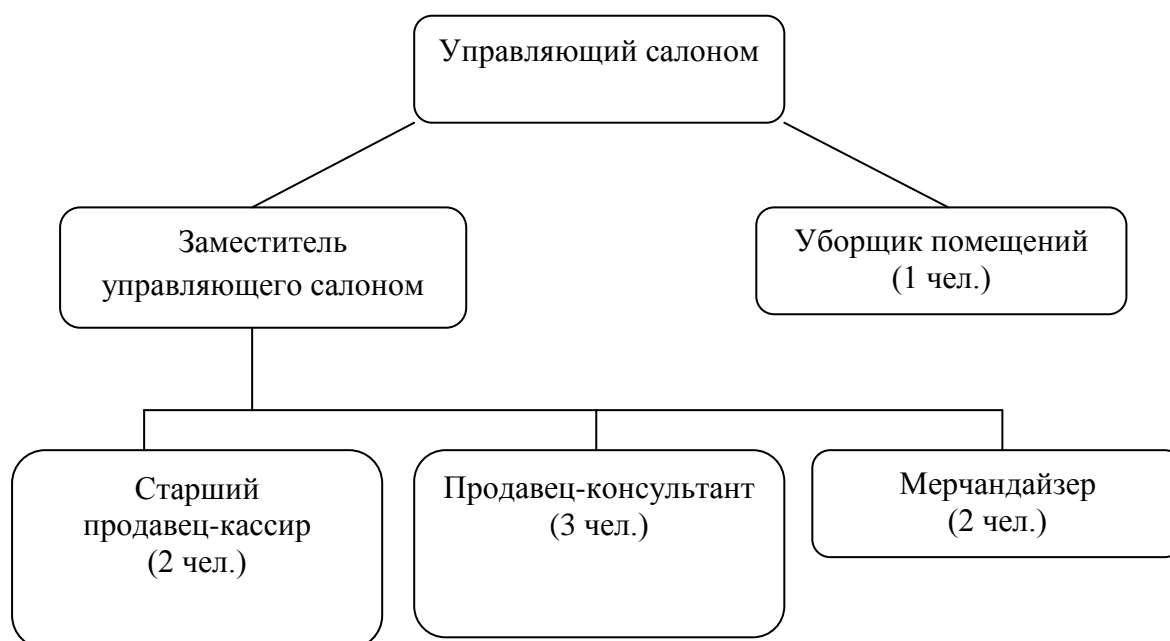 Управляющий салоном
Заместитель
управляющего салоном
Уборщик помещений
(1 чел.)
Старший
продавец-кассир
(2 чел.)
Продавец-консультант
(3 чел.)
Мерчандайзер
(2 чел.)